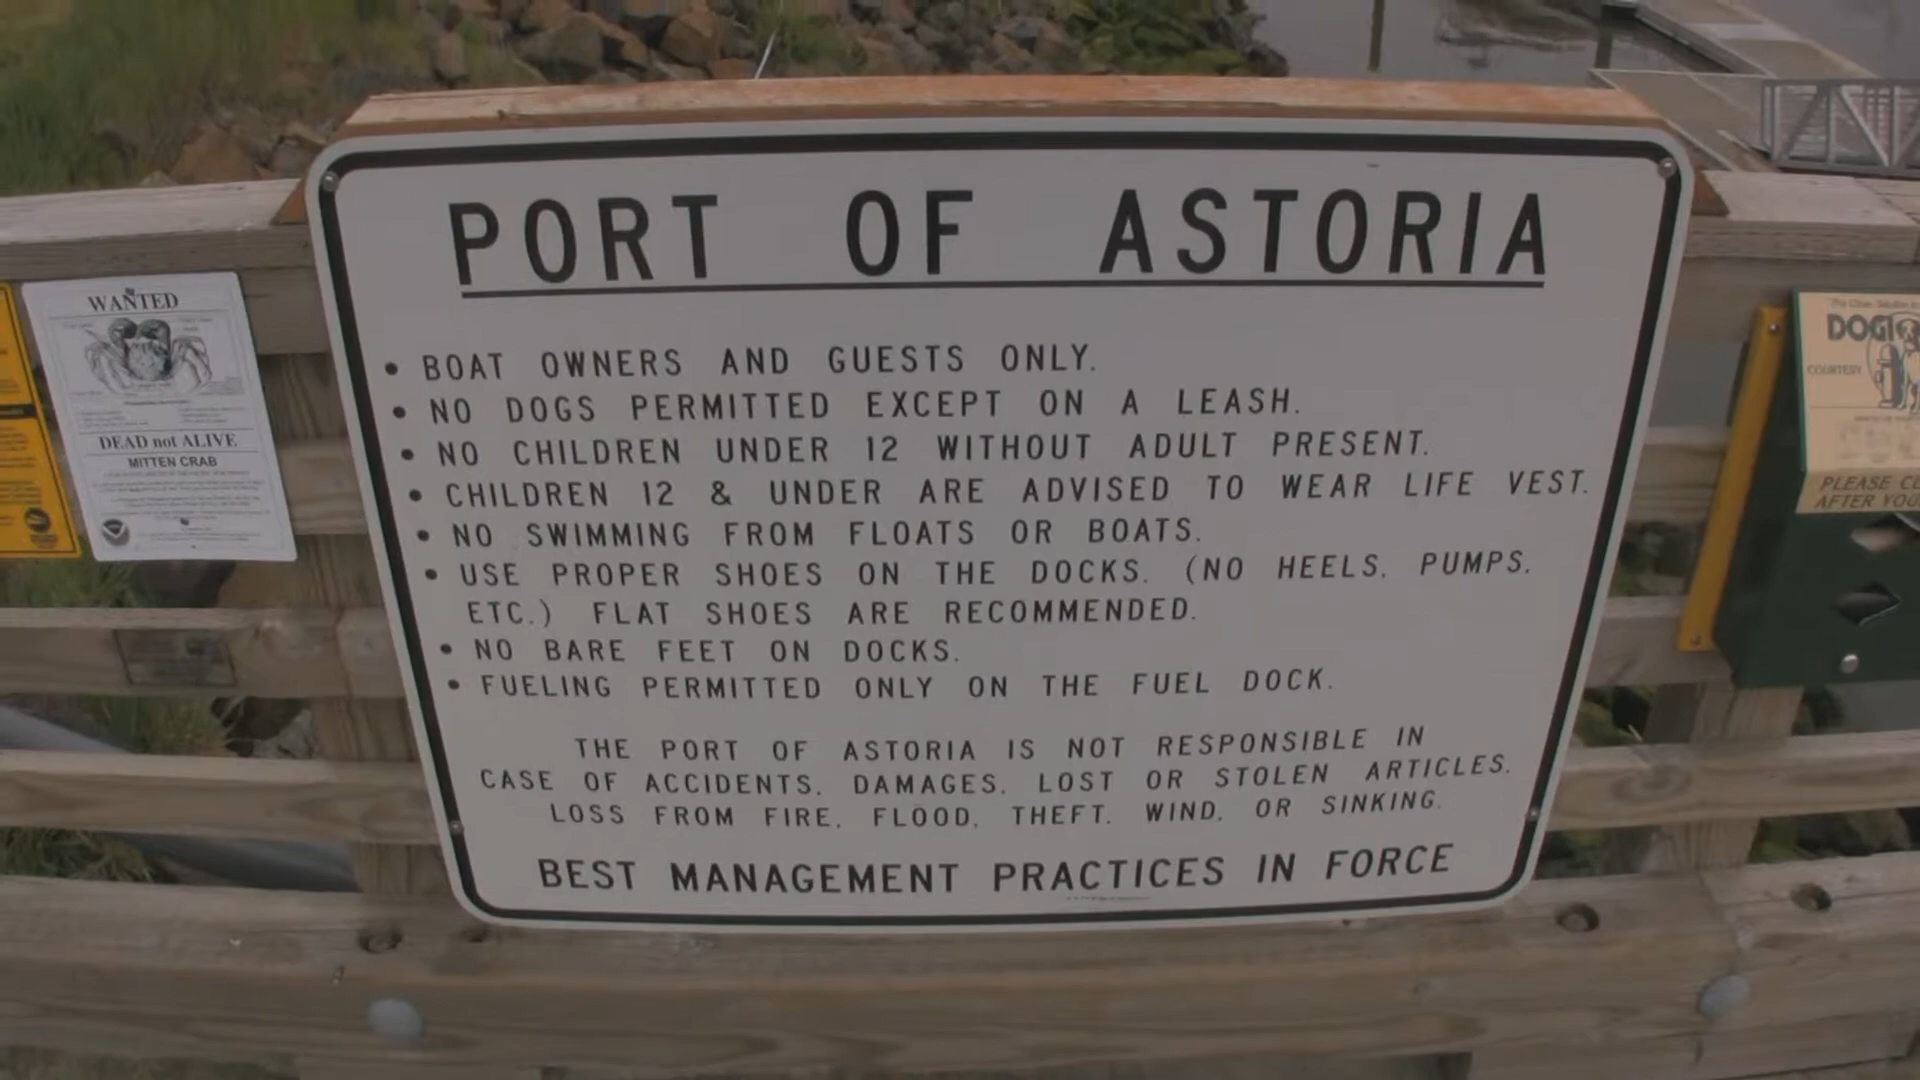 PORT OF ASTORIA
• BOAT OWNERS AND GUESTS ONLY.
• NO DOGS PERMITTED EXCEPT ON A LEASH.
• NO CHILDREN UNDER 12 WITHOUT ADULT PRESENT.
• CHILDREN 12 & UNDER ARE ADVISED TO WEAR LIFE VEST.
• NO SWIMMING FROM FLOATS OR BOATS.
• USE PROPER SHOES ON THE DOCKS. (NO HEELS. PUMPS.
ETC.) FLAT SHOES ARE RECOMMENDED.
• NO BARE FEET ON DOCKS.
• FUELING PERMITTED ONLY ON THE FUEL DOCK.
THE PORT OF ASTORIA IS NOT RESPONSIBLE IN
CASE OF ACCIDENTS. DAMAGES. LOST OR STOLEN ARTICLES.
LOSS FROM FIRE. FLOOD. THEFT. WIND. OR SINKING.
BEST MANAGEMENT PRACTICES IN FORCE
WANTED
DEAD not ALIVE
MITTEN CRAB
DOGI
COURTESY
PLEASE CL
AFTER YOU